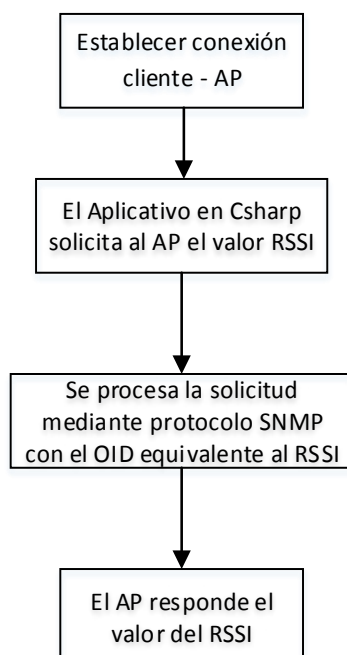 Establecer conexión
cliente - AP
El Aplicativo en Csharp
solicita al AP el valor RSSI
Se procesa la solicitud
mediante protocolo SNMP
con el OID equivalente al RSSI
El AP responde el
valor del RSSI